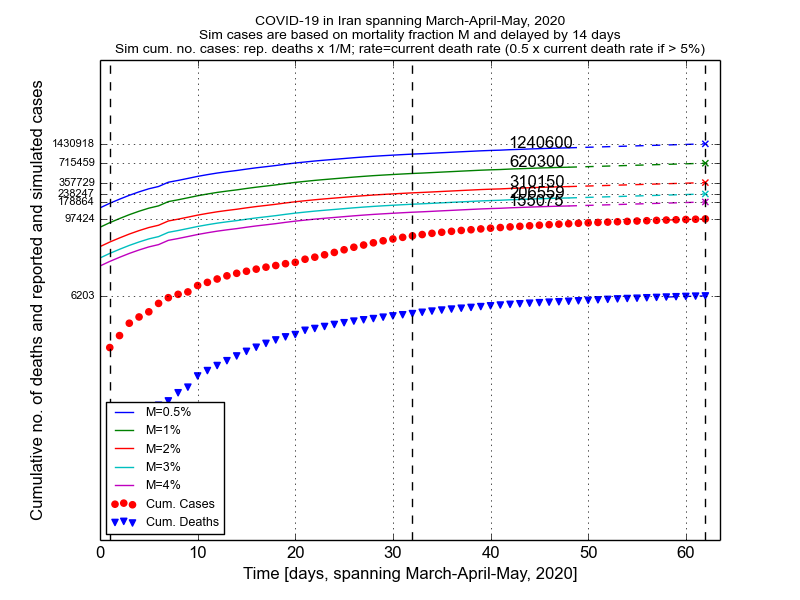 COVID-19 in Iran spanning March-April-May, 2020
Sim cases are based on mortality fraction M and delayed by 14 days
Sim cum. no. cases: rep. deaths x 1/M; rate=current death rate (0.5 x current death rate if > 5%)
Cumulative no. of deaths and reported and simulated cases
1430918
715459
357729
238247
178864
97424
6203
1240600
620300
310150
206559
155075
M=0.5%
M=1%
M=2%
M=3%
M=4%
Cum. Cases
Cum. Deaths
0 10 20 30 40 50 60
Time [days, spanning March-April-May, 2020]